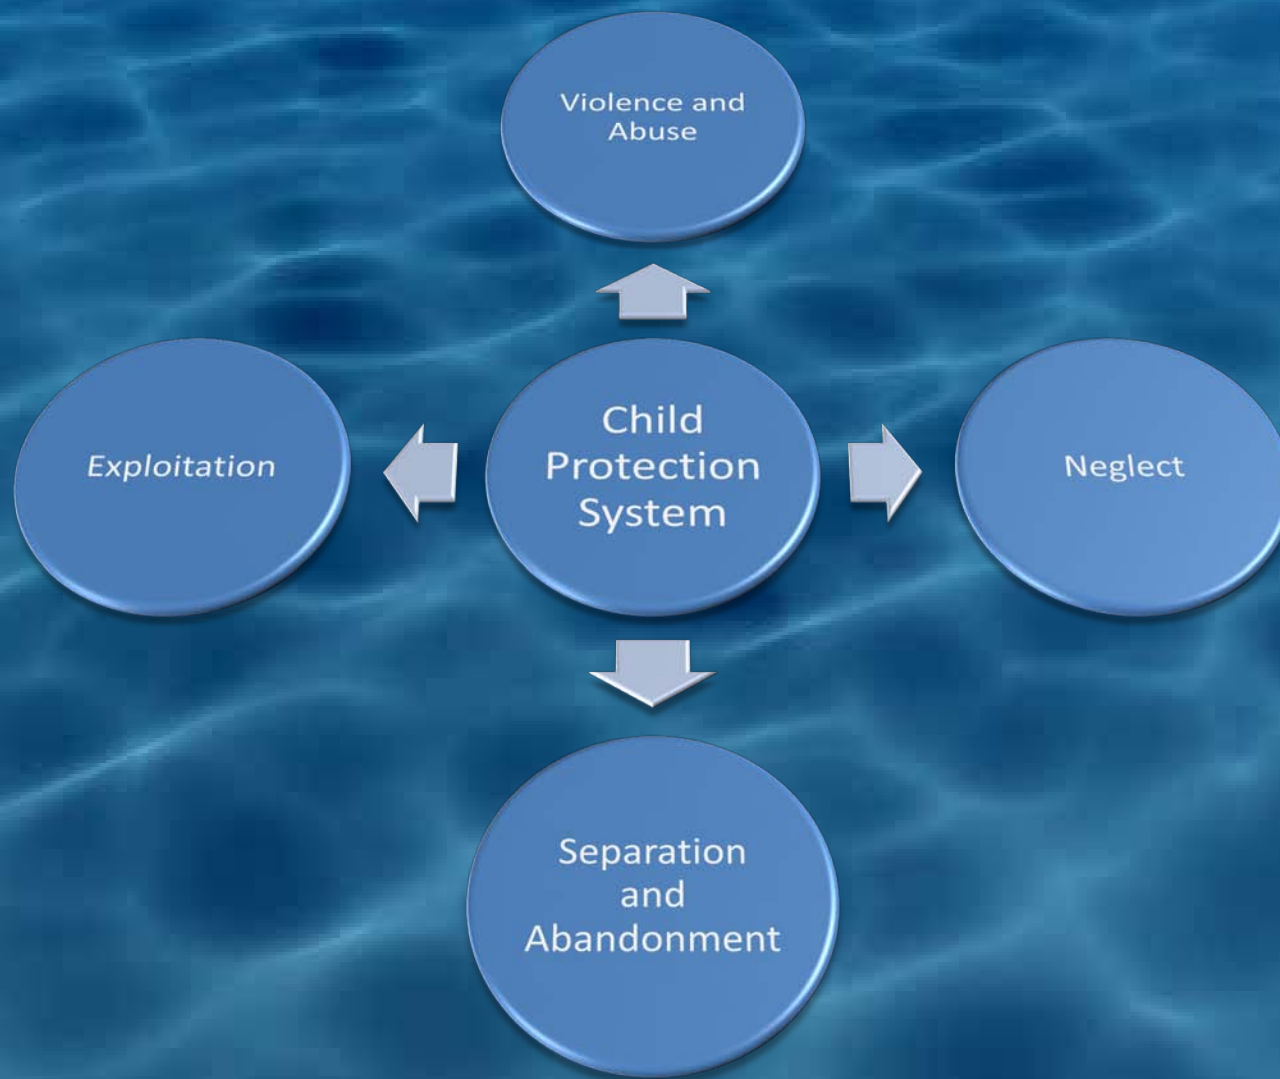 Violence and
Abuse
Exploitation
Child
Protection
System
Neglect
Separation
and
Abandonment